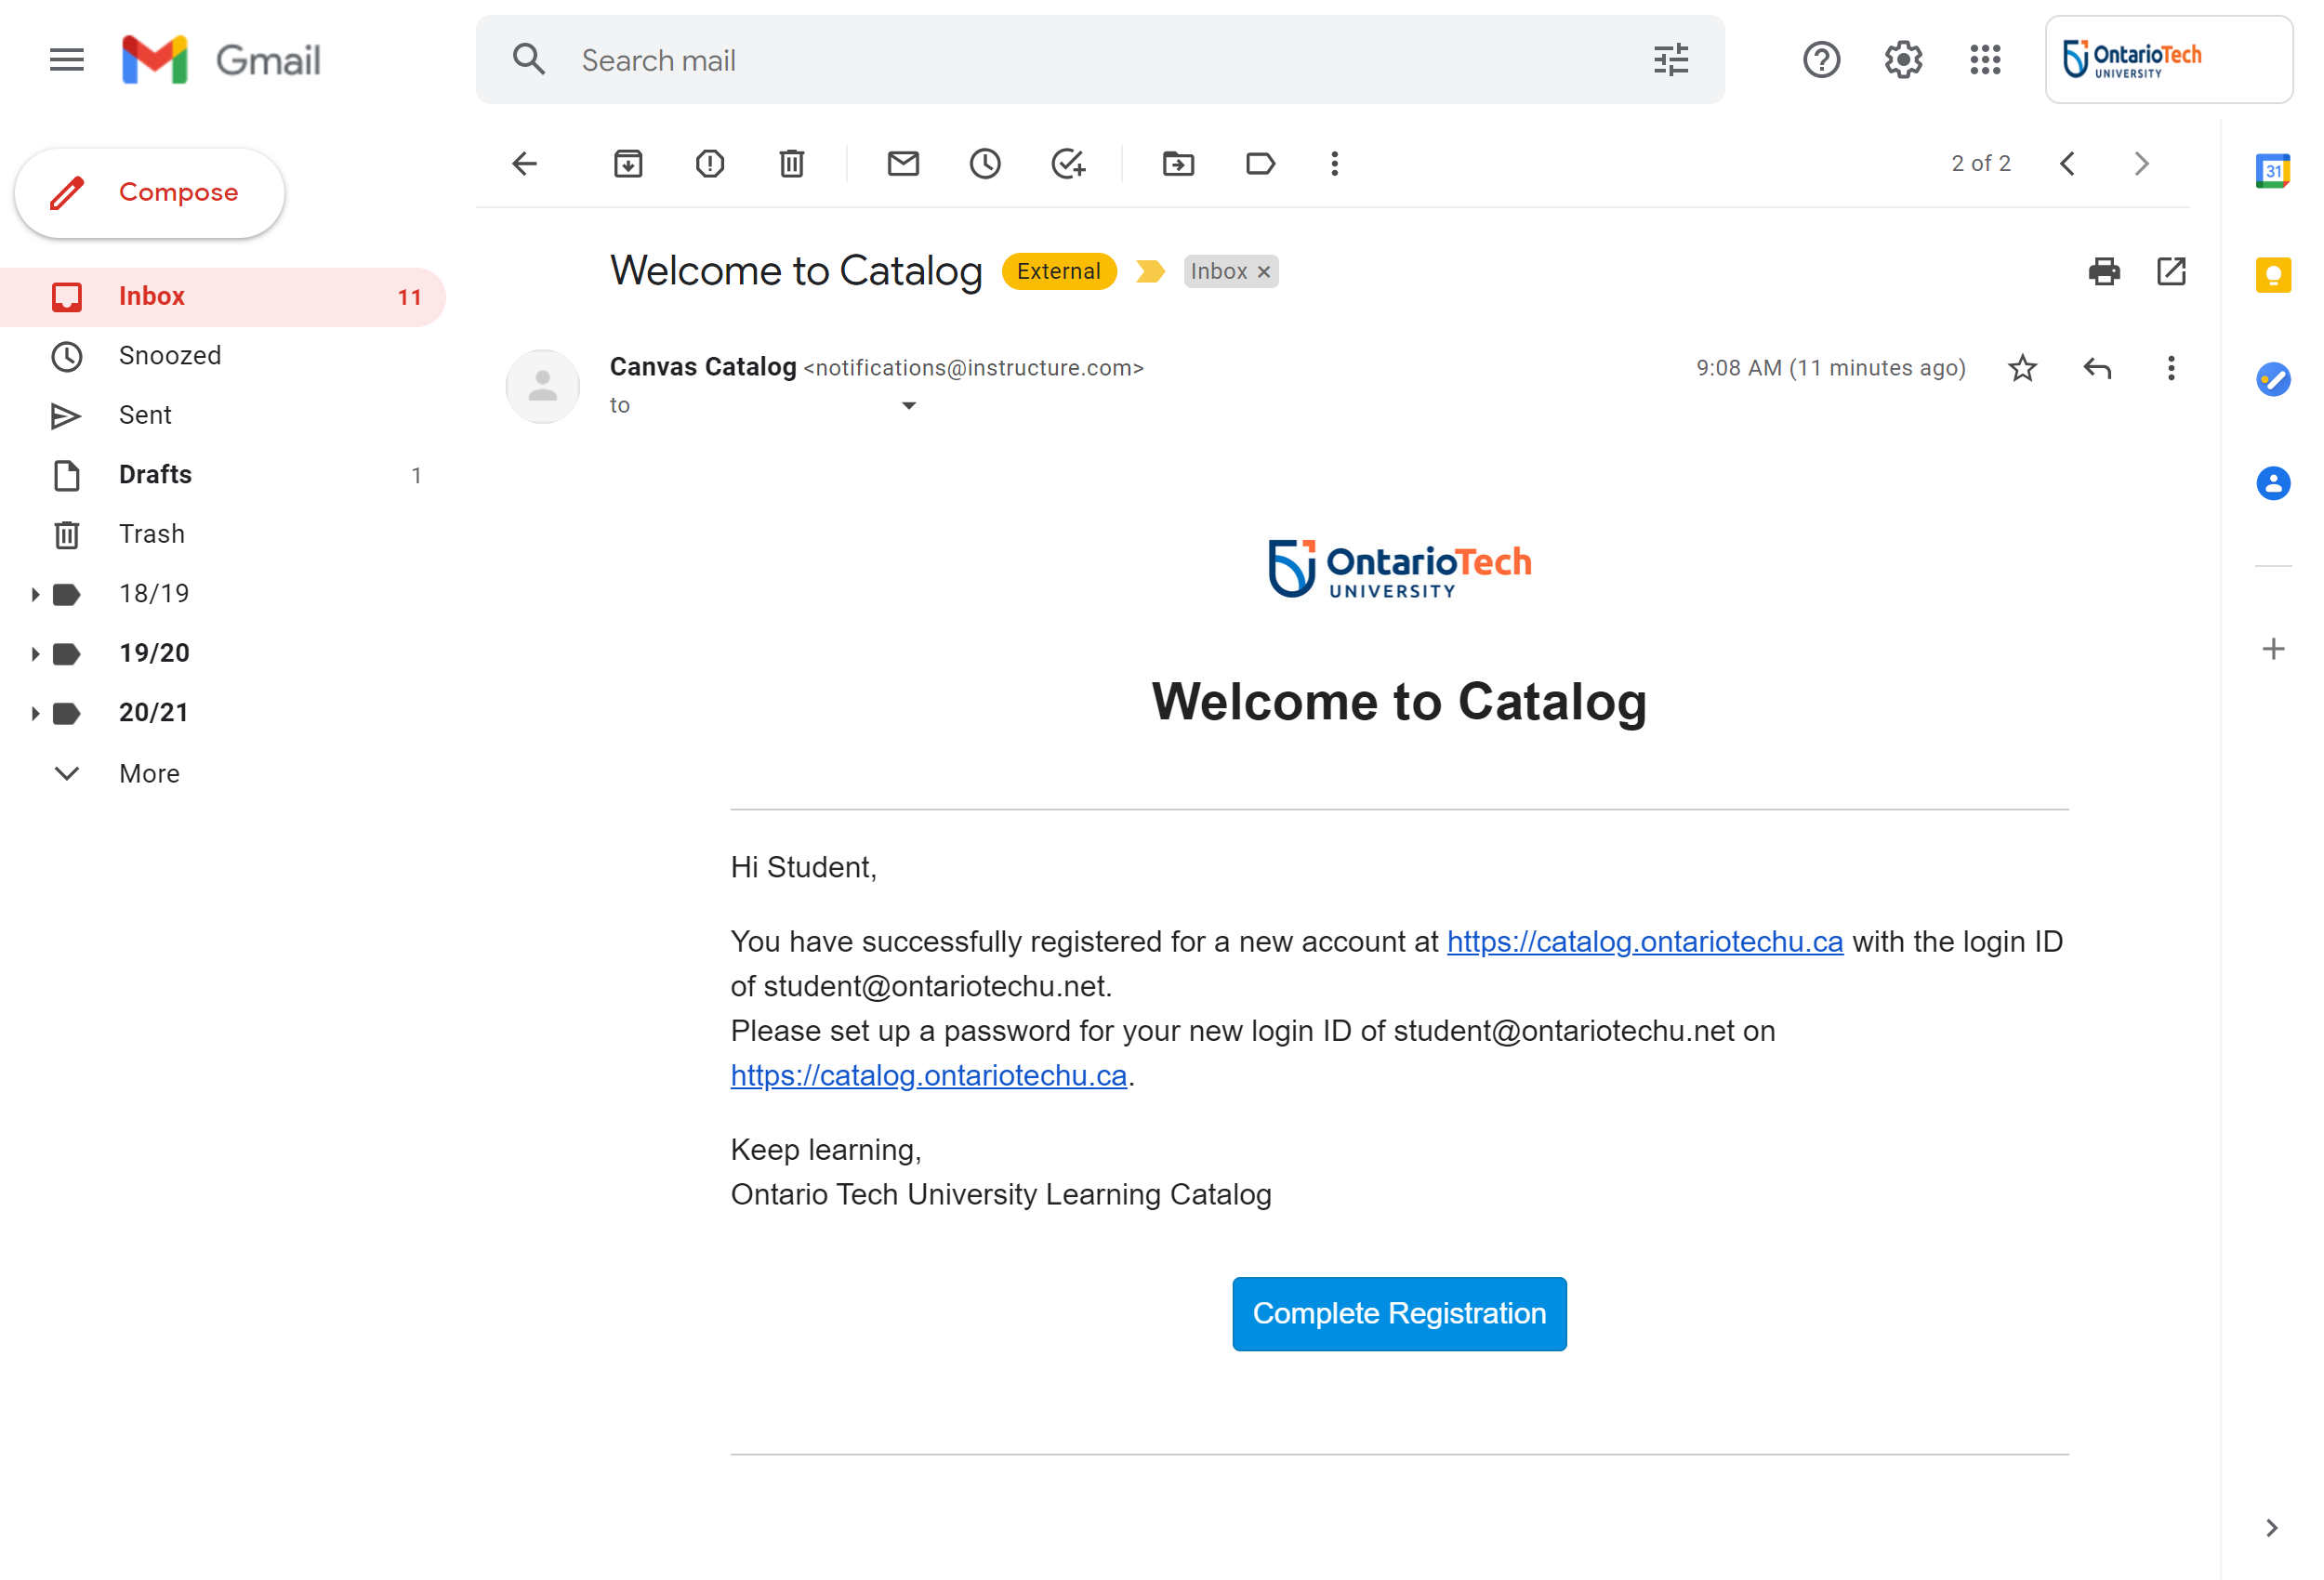 Gmail
Search mail
OntarioTech
UNIVERSITY
Compose
2 of 2
31
Inbox 11
Snoozed
Sent
Drafts 1
Trash
18/19
19/20
20/21
More
Welcome to Catalog External Inbox ×
Canvas Catalog <notifications@instructure.com> 9:08 AM (11 minutes ago)
to
OntarioTech
UNIVERSITY
Welcome to Catalog
Hi Student,
You have successfully registered for a new account at https://catalog.ontariotechu.ca with the login ID
of student@ontariotechu.net.
Please set up a password for your new login ID of student@ontariotechu.net on
https://catalog.ontariotechu.ca.
Keep learning,
Ontario Tech University Learning Catalog
Complete Registration